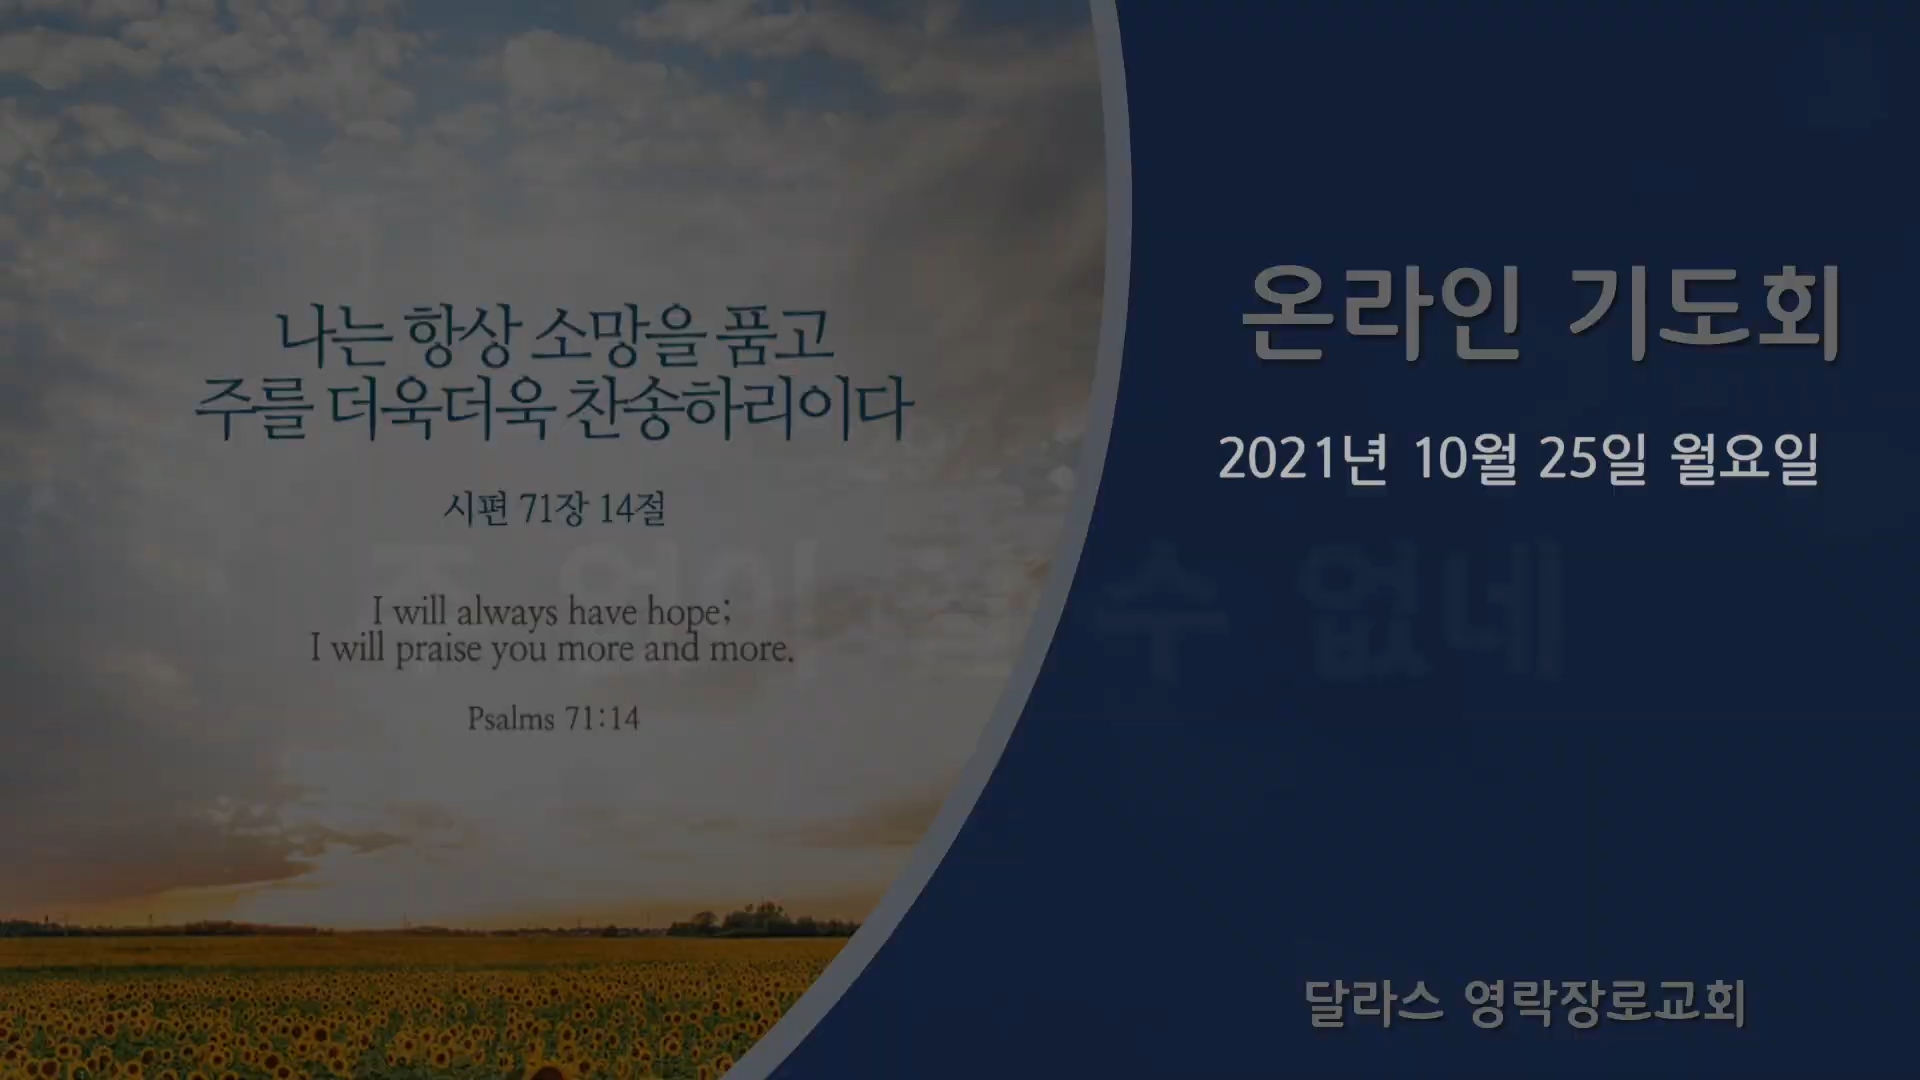 나는 항상 소망을 품고
주를 더욱더욱 찬송하리이다
시편 71장 14절
I will always have hope;
I will praise you more and more.
Psalms 71:14
온라인 기도회
2021년 10월 25일 월요일
수 없네
달라스 영락장로교회